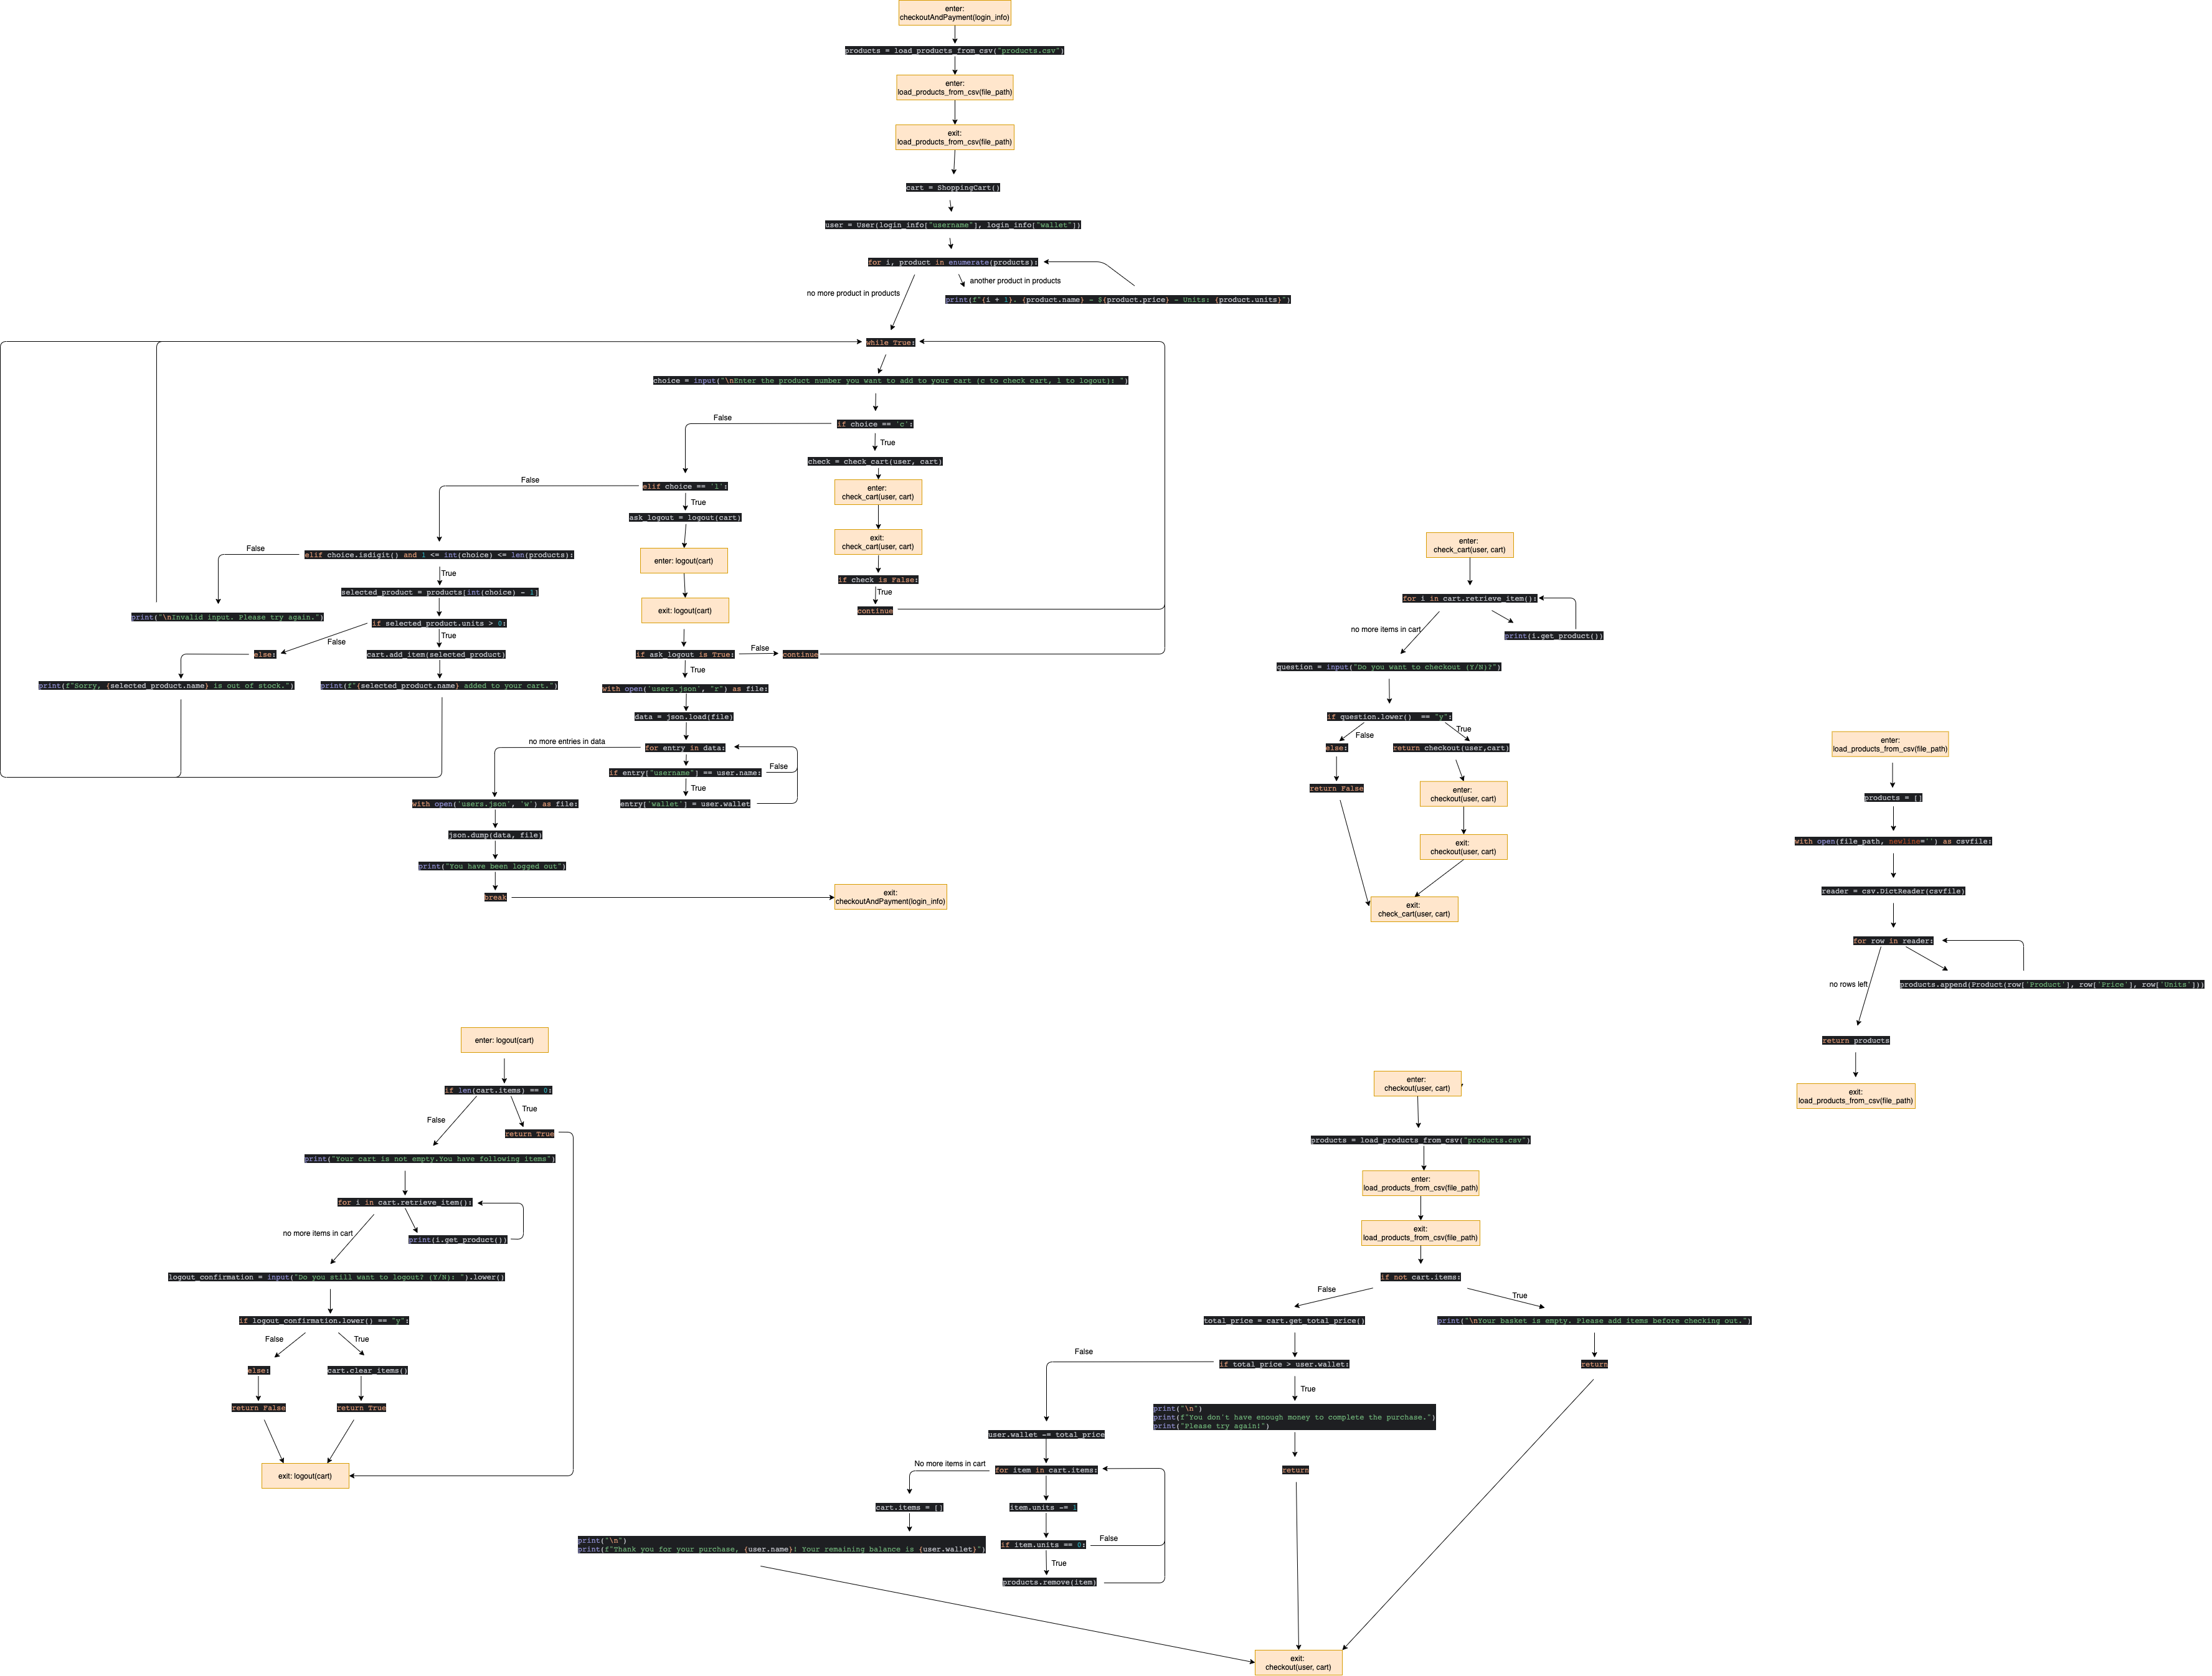 enter:
checkoutAndPayment(login_info)
products = load_products_from_csv("products.csv")
enter:
load_products_from_csv(file_path)
exit:
load_products_from_csv(file_path)
cart = ShoppingCart()
user = User(login_info["username"], login_info["wallet"])
for i, product in enumerate(products):
another product in products
no more product in products
print(f"{i + 1}. {product.name} - ${product.price} - Units: {product.units}")
while True:
choice = input("\nEnter the product number you want to add to your cart (c to check cart, l to logout): ")
False
if choice == 'c':
True
check = check_cart(user, cart)
False
elif choice == 'l':
enter:
check_cart(user, cart)
True
ask_logout = logout(cart)
exit:
check_cart(user, cart)
False
elif choice.isdigit() and 1 <= int(choice) <= len(products):
enter: logout(cart)
True
if check is False:
True
selected_product = products[int(choice) - 1]
continue
exit: logout(cart)
print("\nInvalid input. Please try again.")
if selected_product.units > 0:
False
True
else:
cart.add_item(selected_product)
if ask_logout is True:
False
continue
True
print(f"Sorry, {selected_product.name} is out of stock.")
print(f"{selected_product.name} added to your cart.")
with open('users.json', "r") as file:
data = json.load(file)
no more entries in data
for entry in data:
if entry["username"] == user.name:
False
True
entry['wallet'] = user.wallet
with open('users.json', 'w') as file:
json.dump(data, file)
print("You have been logged out")
break
exit:
checkoutAndPayment(login_info)
enter:
check_cart(user, cart)
for i in cart.retrieve_item():
no more items in cart
print(i.get_product())
question = input("Do you want to checkout (Y/N)?")
if question.lower()  == "y":
False
True
else:
return checkout(user,cart)
return False
enter:
checkout(user, cart)
exit:
checkout(user, cart)
exit:
check_cart(user, cart)
enter:
load_products_from_csv(file_path)
products = []
with open(file_path, newline='') as csvfile:
reader = csv.DictReader(csvfile)
for row in reader:
no rows left
products.append(Product(row['Product'], row['Price'], row['Units']))
return products
exit:
load_products_from_csv(file_path)
enter: logout(cart)
if len(cart.items) == 0:
False
True
return True
print("Your cart is not empty.You have following items")
for i in cart.retrieve_item():
no more items in cart
print(i.get_product())
logout_confirmation = input("Do you still want to logout? (Y/N): ").lower()
if logout_confirmation.lower() == "y":
False
True
else:
cart.clear_items()
return False
return True
exit: logout(cart)
enter:
checkout(user, cart)
products = load_products_from_csv("products.csv")
enter:
load_products_from_csv(file_path)
exit:
load_products_from_csv(file_path)
if not cart.items:
False
True
total_price = cart.get_total_price()
print("\nYour basket is empty. Please add items before checking out.")
False
if total_price > user.wallet:
return
True
print("\n")
print(f"You don't have enough money to complete the purchase.")
print("Please try again!")
user.wallet -= total_price
return
No more items in cart
for item in cart.items:
cart.items = []
item.units -= 1
print("\n")
print(f"Thank you for your purchase, {user.name}! Your remaining balance is {user.wallet}")
if item.units == 0:
False
True
products.remove(item)
exit:
checkout(user, cart)